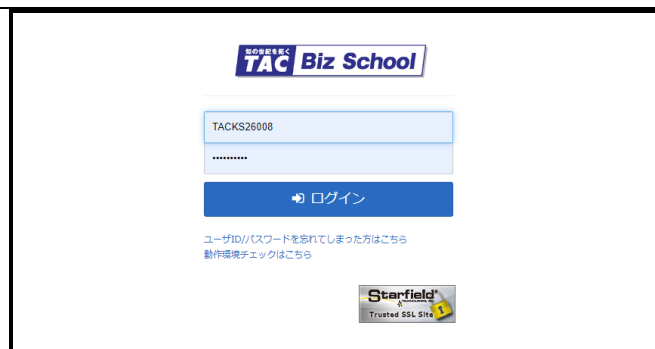 知の世紀を拓く
TAC Biz School
TACKS26008
••••••••••
ログイン
ユーザID/パスワードを忘れてしまった方はこちら
動作環境チェックはこちら
Starfield
Trusted SSL Site